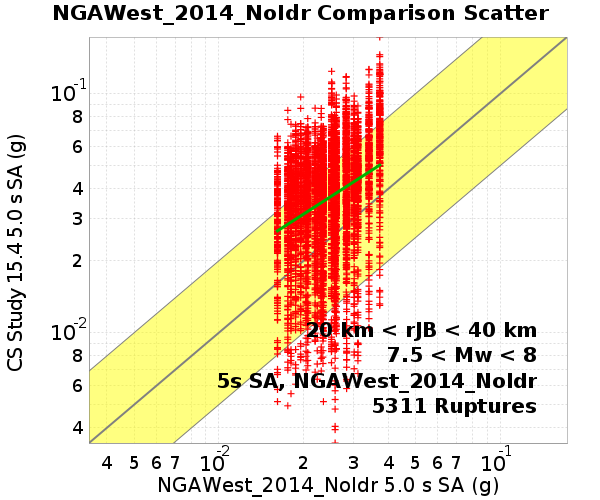 NGAWest_2014_NoIdr Comparison Scatter
CS Study 15.4 5.0 s SA (g)
10-1
8
6
4
3
2
10-2
8
6
4
20 km < rJB < 40 km
7.5 < Mw < 8
5s SA, NGAWest_2014_NoIdr
5311 Ruptures
4 5 6 7 10-2 2 3 4 5 6 7 10-1
NGAWest_2014_NoIdr 5.0 s SA (g)